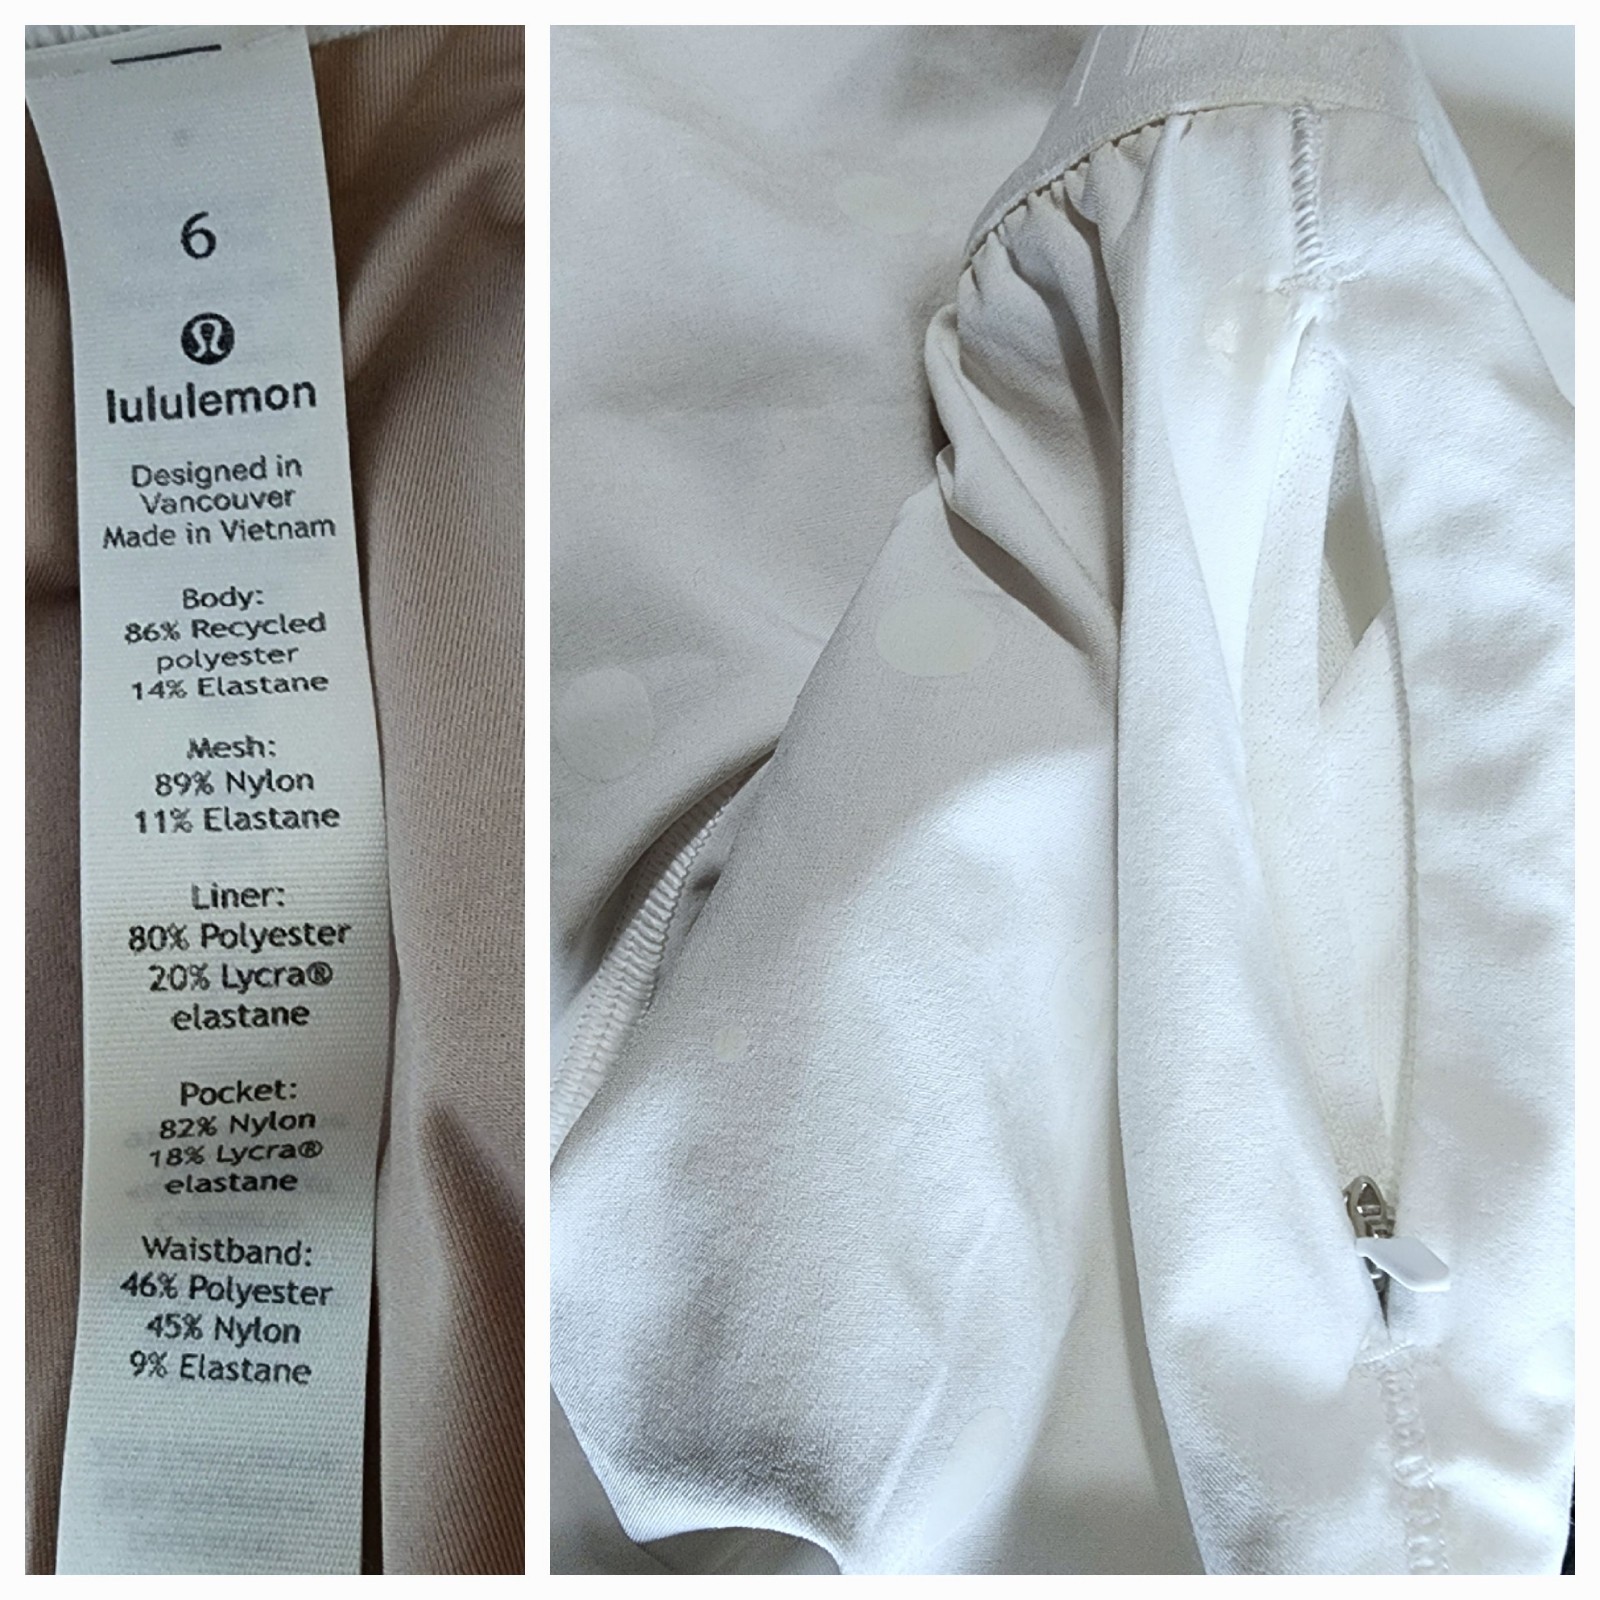 6
lululemon
Designed in
Vancouver
Made in Vietnam
Body:
86% Recycled
polyester
14% Elastane
Mesh:
89% Nylon
11% Elastane
Liner:
80% Polyester
20% Lycra®
elastane
Pocket:
82% Nylon
18% Lycra®
elastane
Waistband:
46% Polyester
45% Nylon
9% Elastane